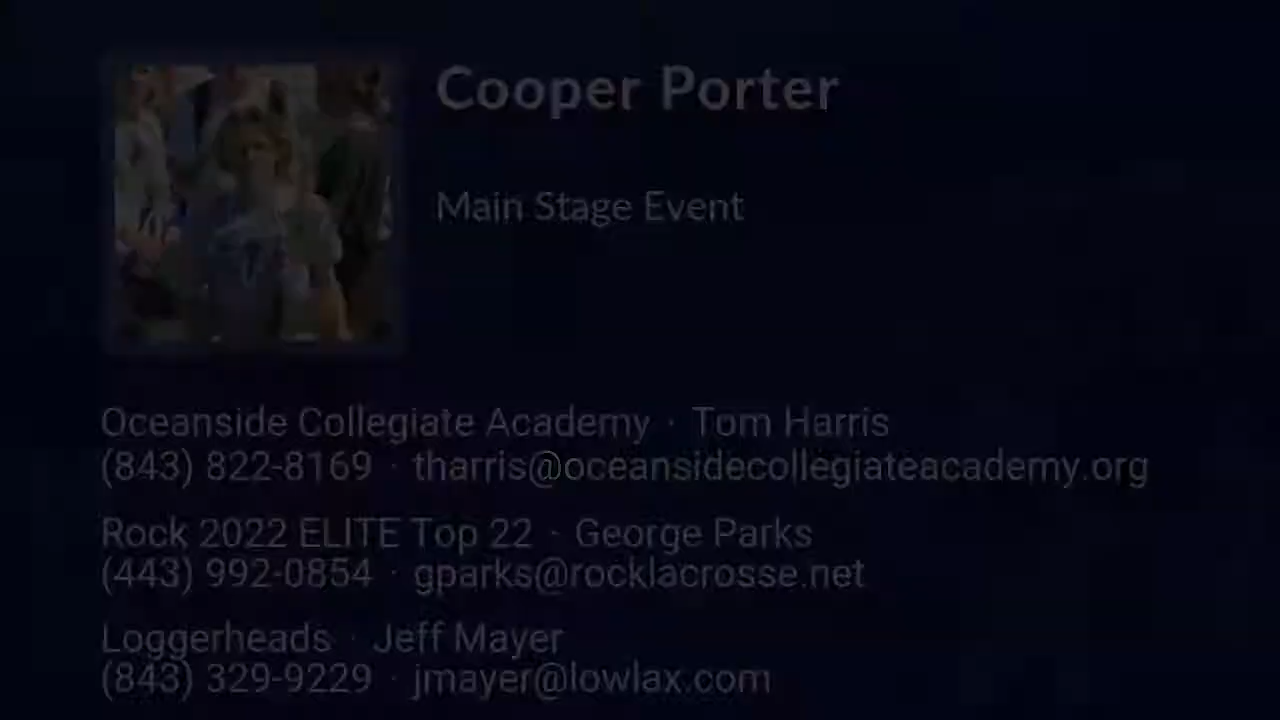 Cooper Porter
Main Stage Event
Oceanside Collegiate Academy · Tom Harris
(843) 822-8169 · tharris@oceansidecollegiateacademy.org
Rock 2022 ELITE Top 22 · George Parks
(443) 992-0854 · gparks@rocklacrosse.net
Loggerheads · Jeff Mayer
(843) 329-9229 · jmayer@lowlax.com